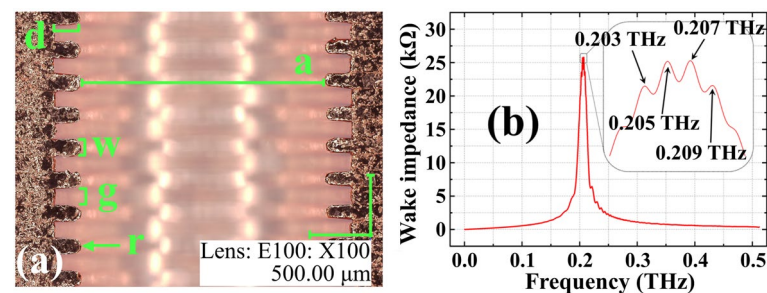 d
a
w
g
r
(a)
Lens: E100: X100
500.00 μm
Wake impedance (kΩ)
30
25
20
15
10
5
0
(b)
0.203 THz
0.207 THz
0.205 THz
0.209 THz
0.0 0.1 0.2 0.3 0.4 0.5
Frequency (THz)